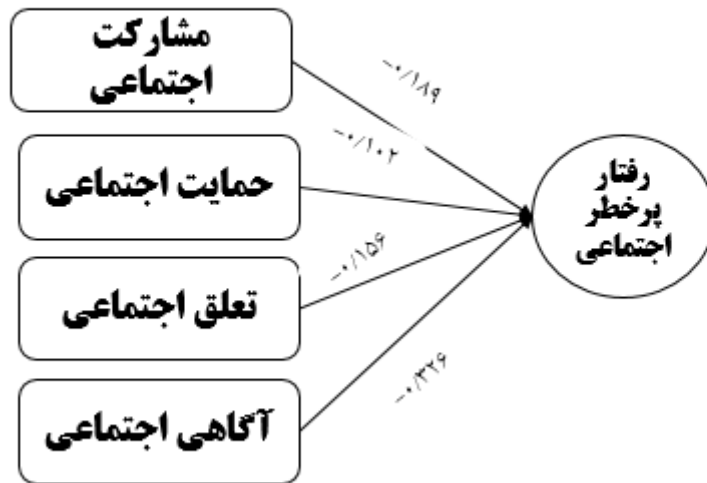 مشارکت
اجتماعی
-۰/۱۸۹
-۰/۱۰۲
حمایت اجتماعی
رفتار
پرخطر
اجتماعی
-۰/۱۵۶
تعلق اجتماعی
-۰/۳۲۶
آگاهی اجتماعی